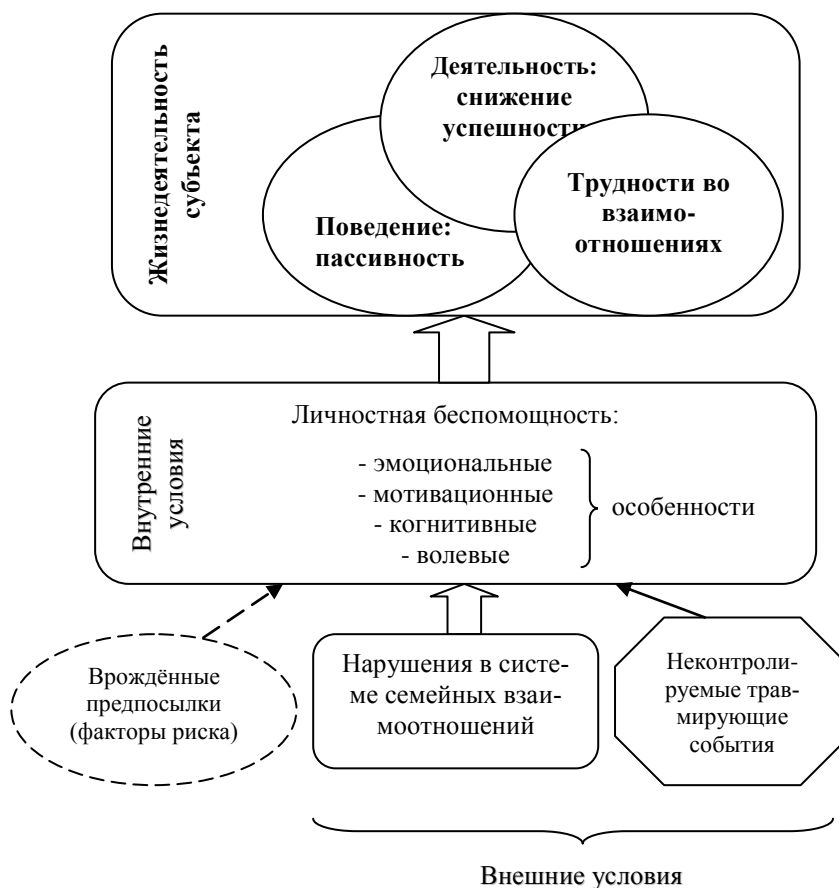 Жизнедеятельность
субъекта
Деятельность:
снижение
успешности
Трудности во
взаимо-
отношениях
Поведение:
пассивность
Внутренние
условия
Личностная беспомощность:
- эмоциональные
- мотивационные
- когнитивные
- волевые
особенности
Врождённые
предпосылки
(факторы риска)
Нарушения в систе-
ме семейных взаи-
моотношений
Неконтроли-
руемые трав-
мирующие
события
Внешние условия